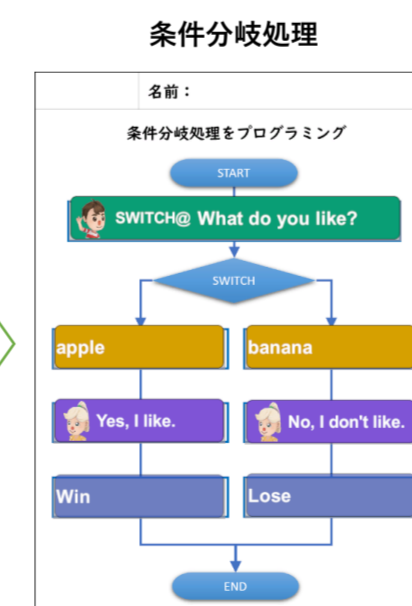 条件分岐処理
名前：
条件分岐処理をプログラミング
START
SWITCH@ What do you like?
SWITCH
apple
banana
Yes, I like.
No, I don't like.
Win
Lose
END